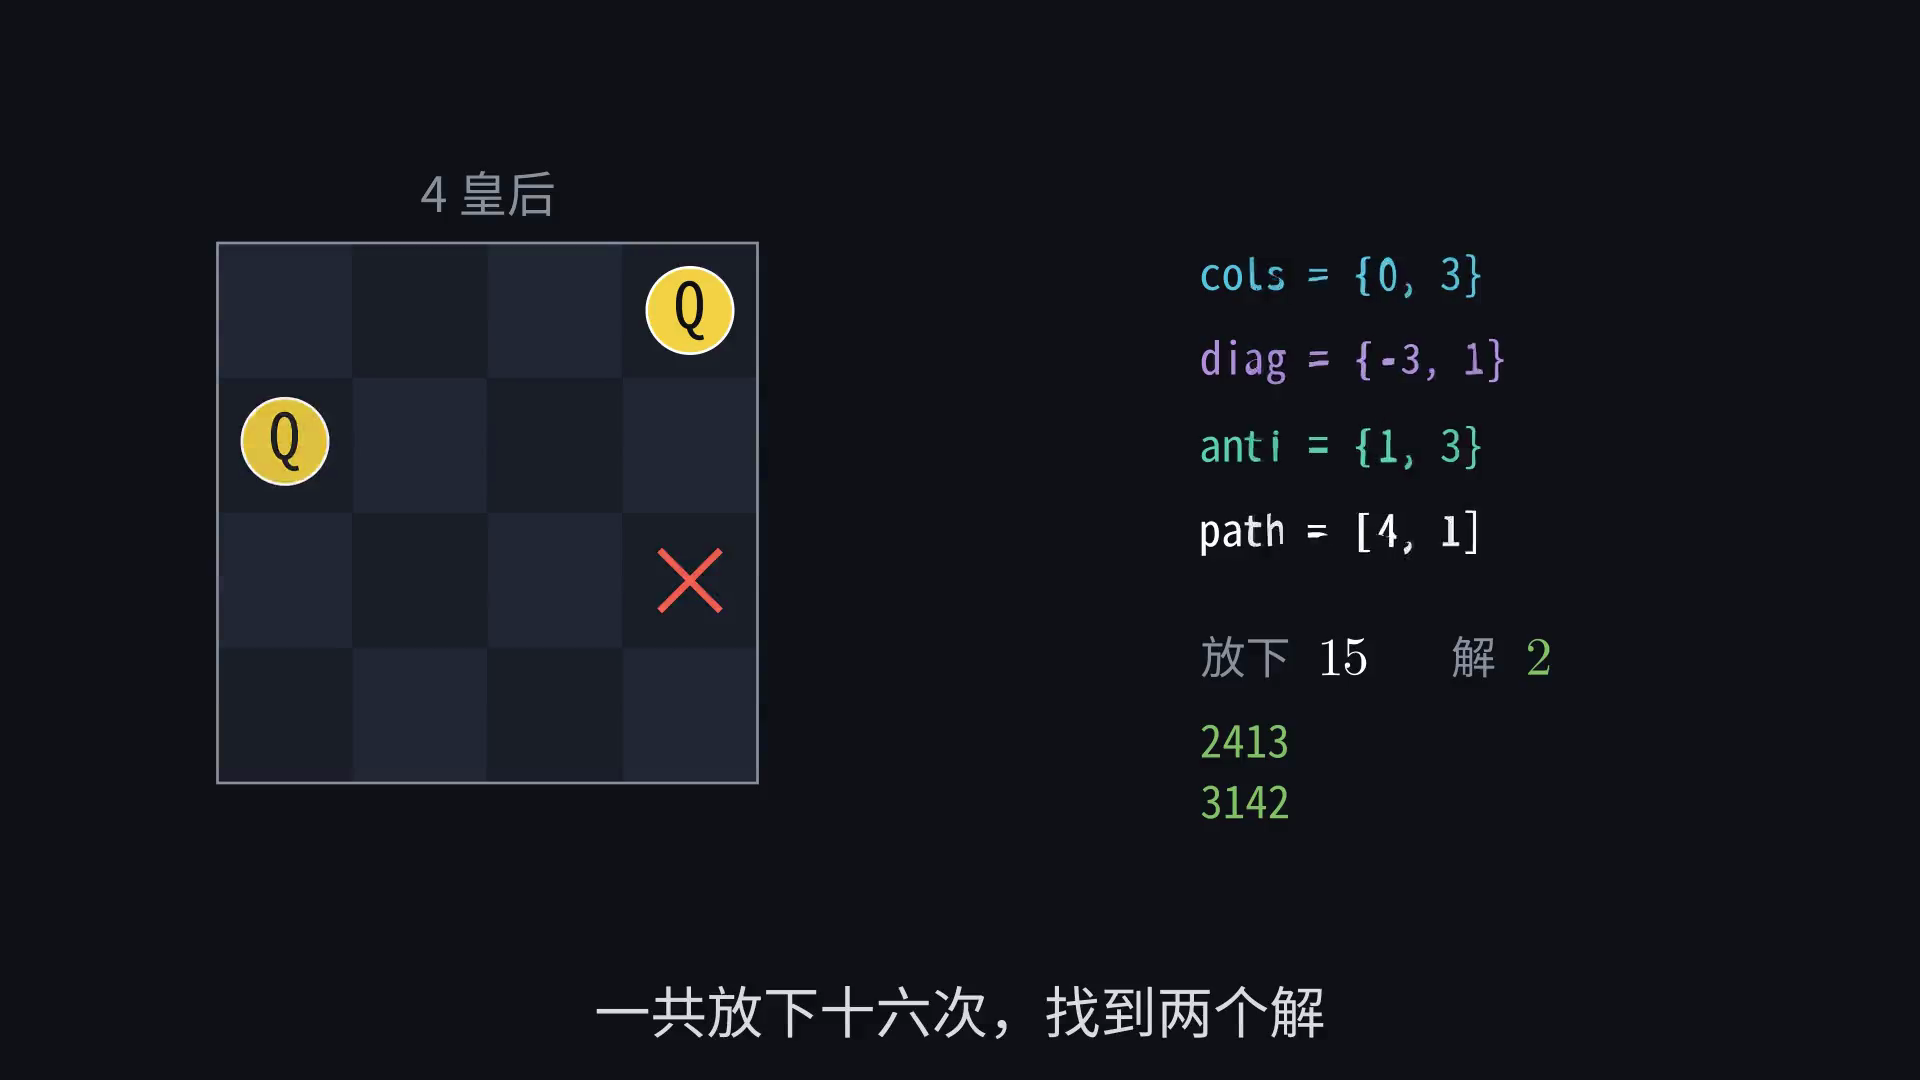 4 皇后
Q
Q
cols = {0, 3}
diag = {-3, 1}
anti = {1, 3}
path = [4, 1]
放下 15 解 2
2413
3142
一共放下十六次，找到两个解